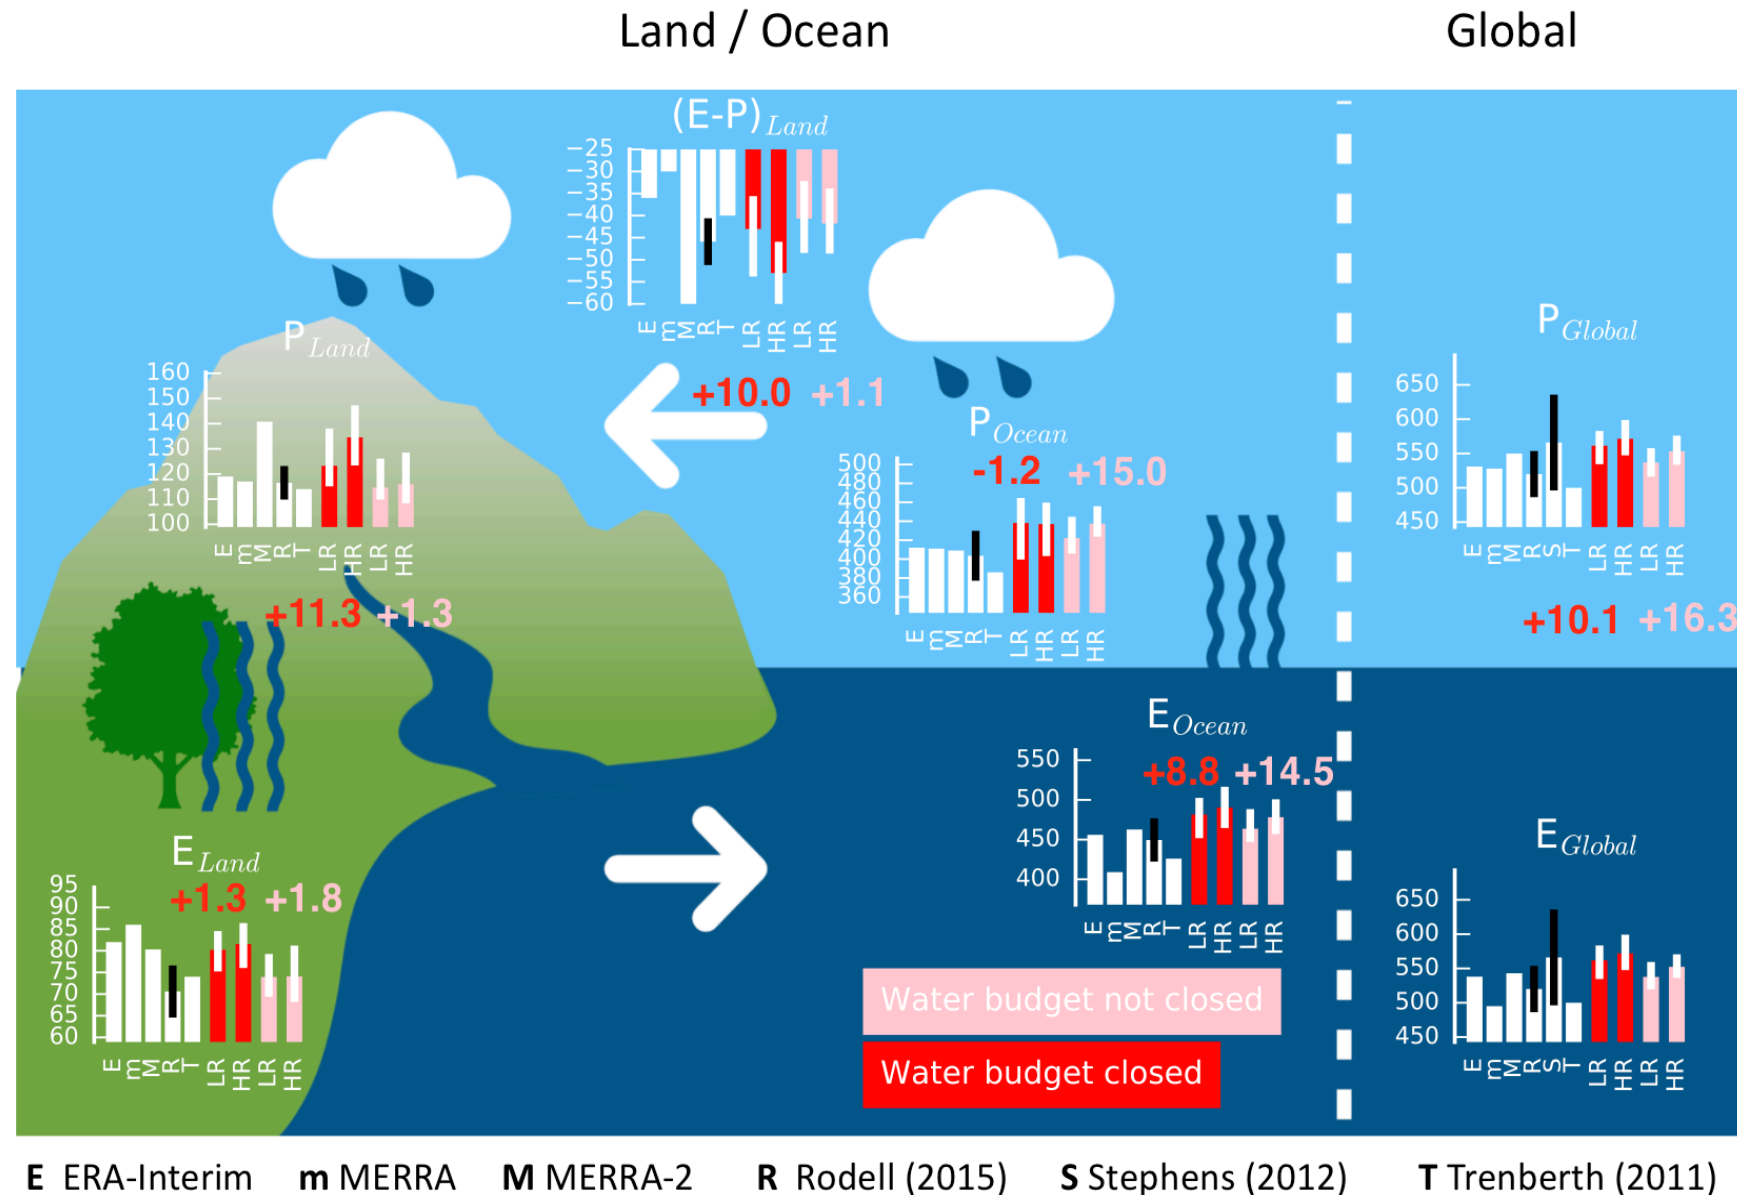 Land / Ocean
Global
(E-P) Land
−25
−30
−35
−40
−45
−50
−55
−60
E m M R T LR HR LR HR
+10.0 +1.1
P Land
160
150
140
130
120
110
100
E m M R T LR HR LR HR
+11.3 +1.3
P Ocean
-1.2 +15.0
500
480
460
440
420
400
380
360
E m M R T LR HR LR HR
P Global
650
600
550
500
450
E m M R S T LR HR LR HR
+10.1 +16.3
E Ocean
+8.8 +14.5
550
500
450
400
E m M R T LR HR LR HR
E Land
+1.3 +1.8
95
90
85
80
75
70
65
60
E m M R T LR HR LR HR
E Global
650
600
550
500
450
E m M R S T LR HR LR HR
Water budget not closed
Water budget closed
E ERA-Interim m MERRA M MERRA-2 R Rodell (2015) S Stephens (2012) T Trenberth (2011)